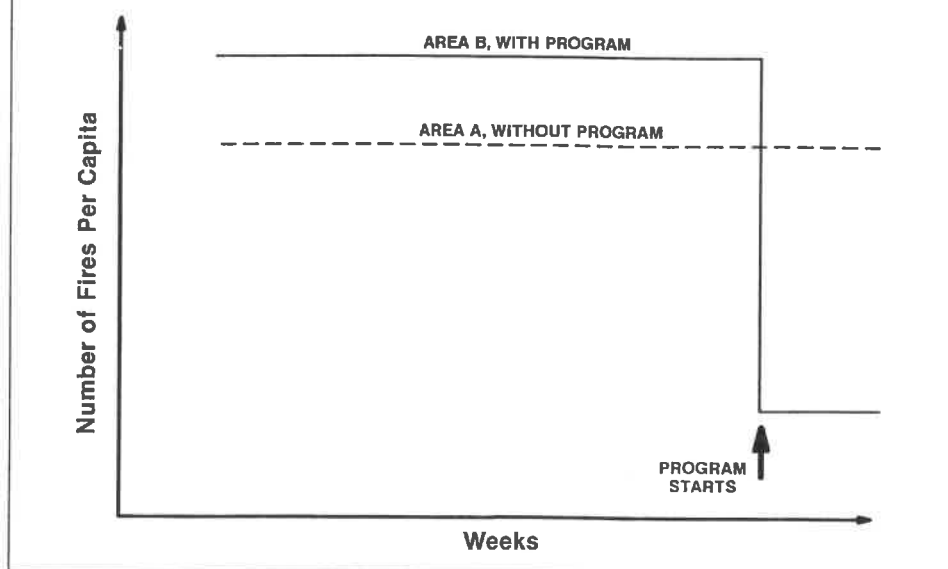 AREA B, WITH PROGRAM
AREA A, WITHOUT PROGRAM
Number of Fires Per Capita
PROGRAM
STARTS
Weeks